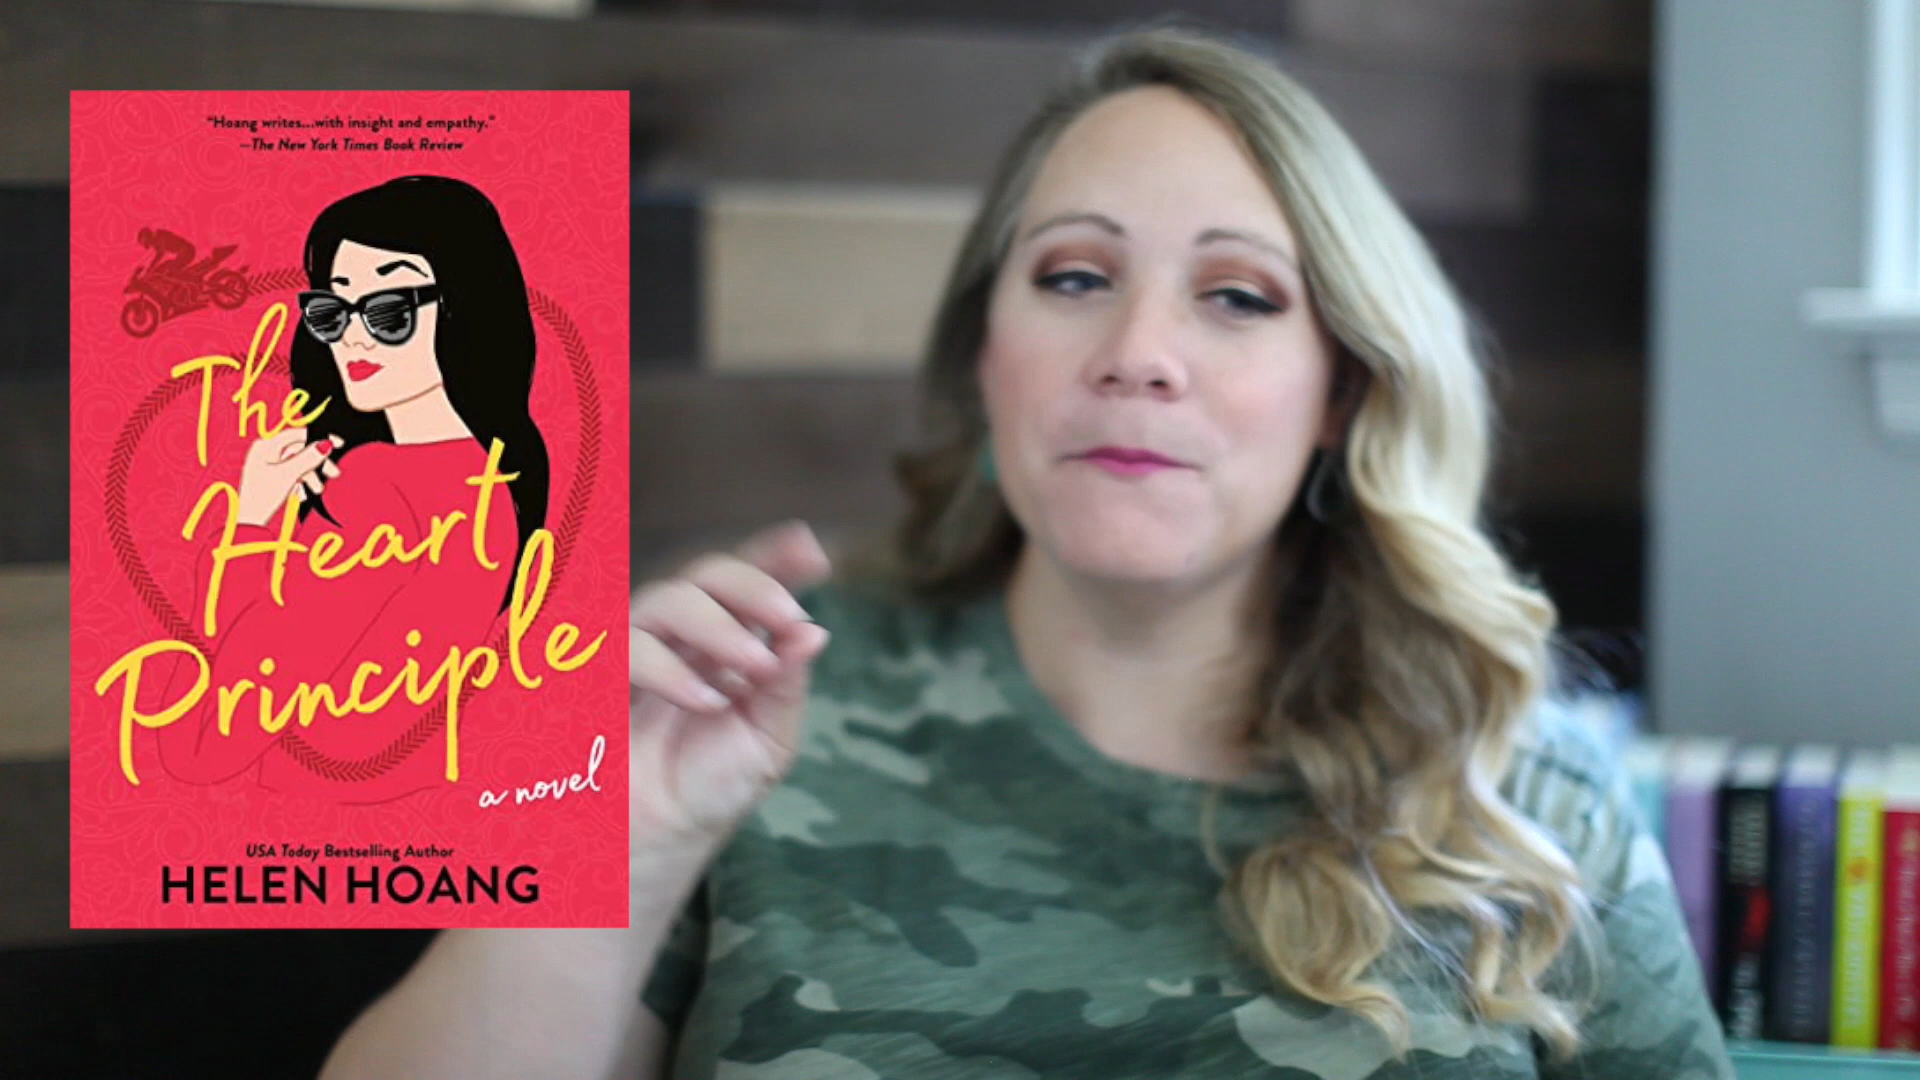 "Hoang writes...with insight and empathy."
—The New York Times Book Review
The
Heart
Principle
a novel
USA Today Bestselling Author
HELEN HOANG